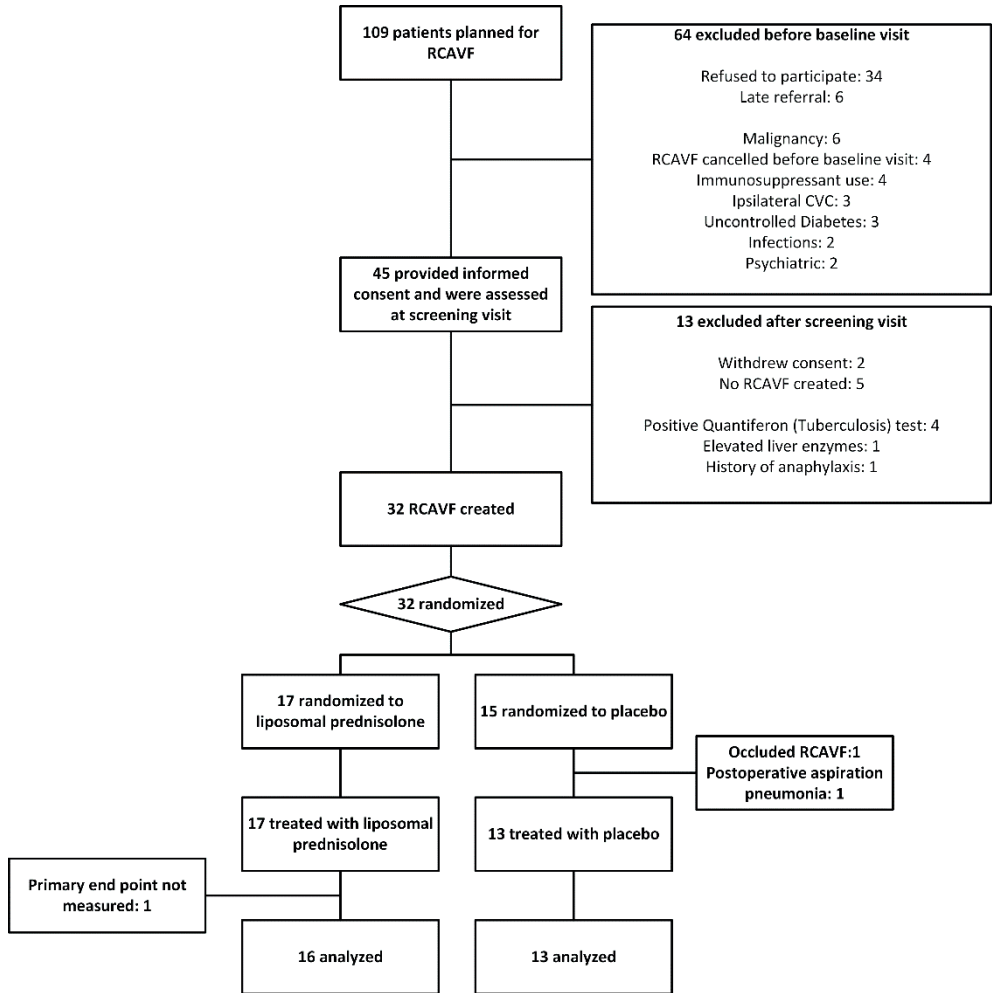 109 patients planned for
RCAVF
64 excluded before baseline visit
Refused to participate: 34
Late referral: 6
Malignancy: 6
RCAVF cancelled before baseline visit: 4
Immunosuppressant use: 4
Ipsilateral CVC: 3
Uncontrolled Diabetes: 3
Infections: 2
Psychiatric: 2
45 provided informed
consent and were assessed
at screening visit
13 excluded after screening visit
Withdrew consent: 2
No RCAVF created: 5
Positive Quantiferon (Tuberculosis) test: 4
Elevated liver enzymes: 1
History of anaphylaxis: 1
32 RCAVF created
32 randomized
17 randomized to
liposomal prednisolone
15 randomized to placebo
Occluded RCAVF:1
Postoperative aspiration
pneumonia: 1
17 treated with liposomal
prednisolone
13 treated with placebo
Primary end point not
measured: 1
16 analyzed
13 analyzed